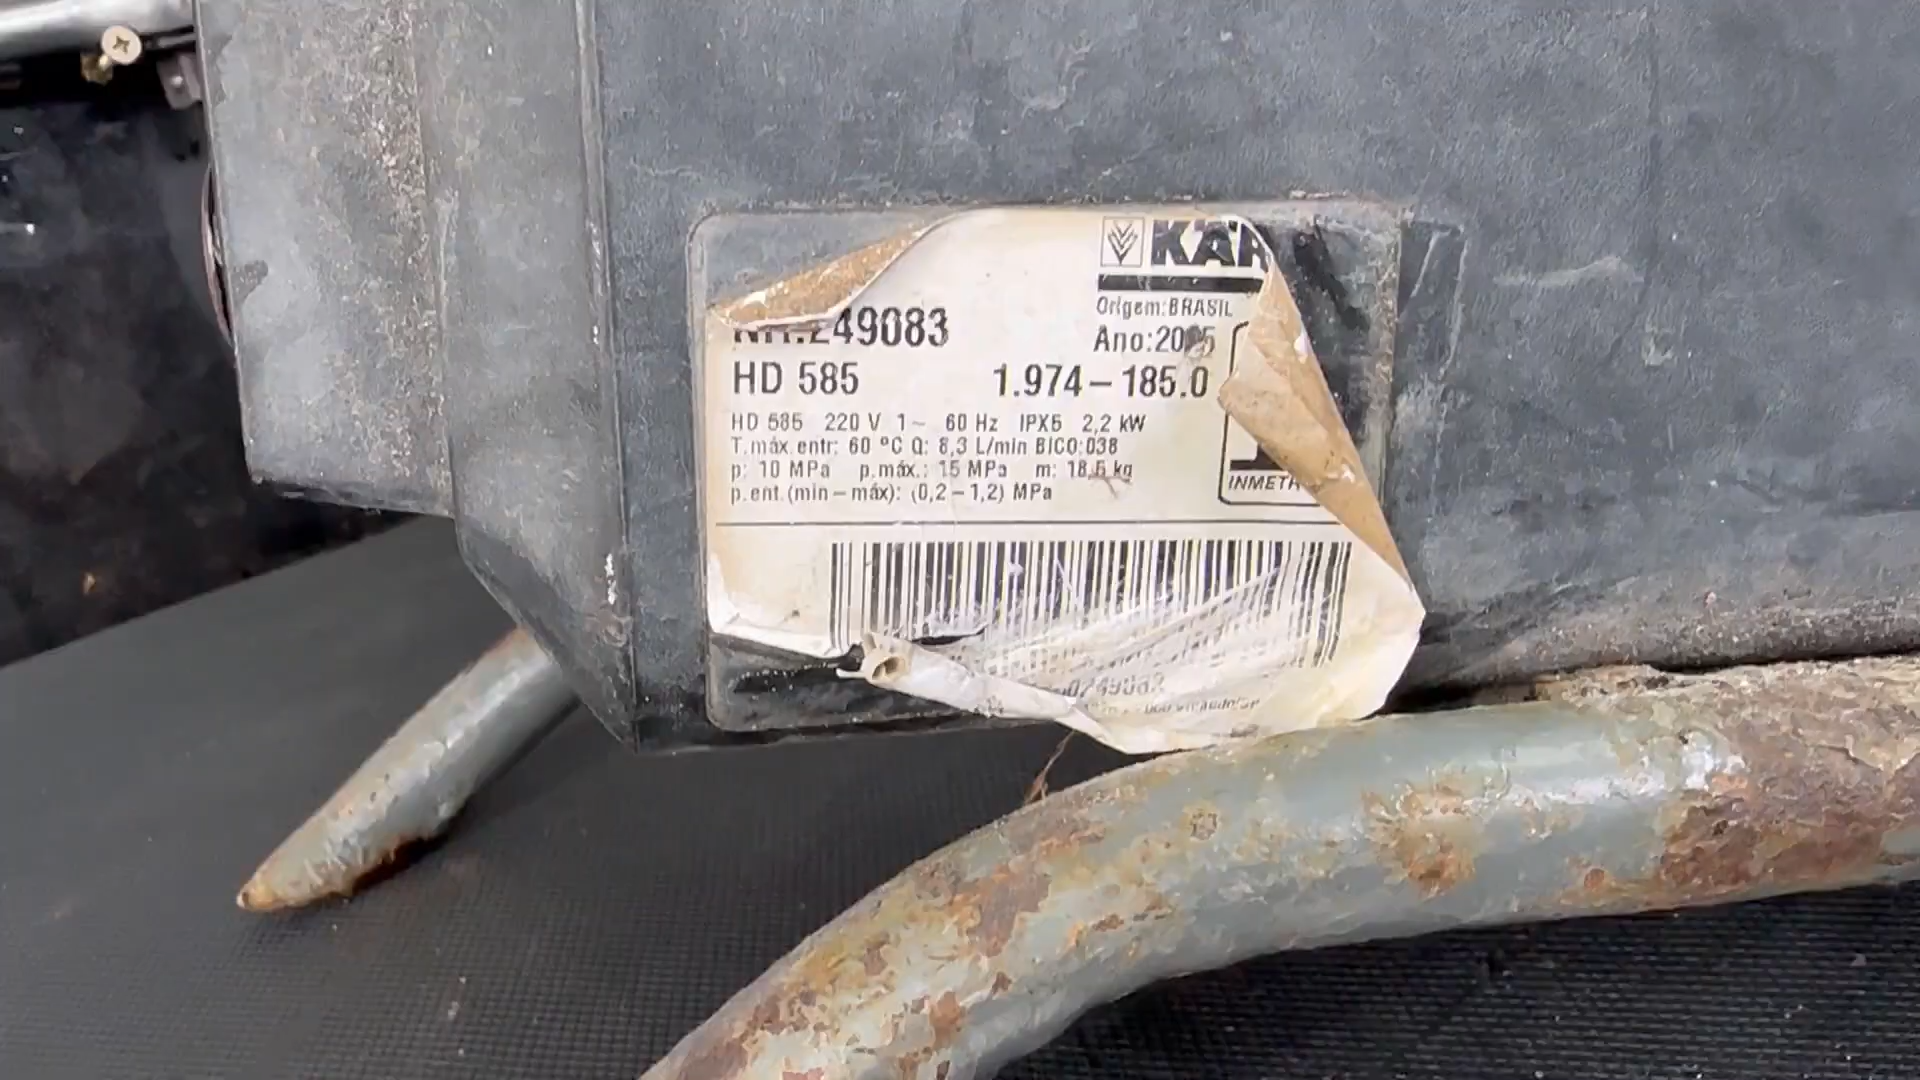 KÄR
Origem:BRASIL
249083
Ano:
HD 585 1.974-185.0
HD 585 220 V 1~ 60 Hz IPX5 2,2 kW
T.máx.entr: 60 °C Q: 8,3 L/min BICO:038
p: 10 MPa p.máx.: 15 MPa m: 18,5 kg
p.ent.(min-máx): (0,2-1,2) MPa
INMETR